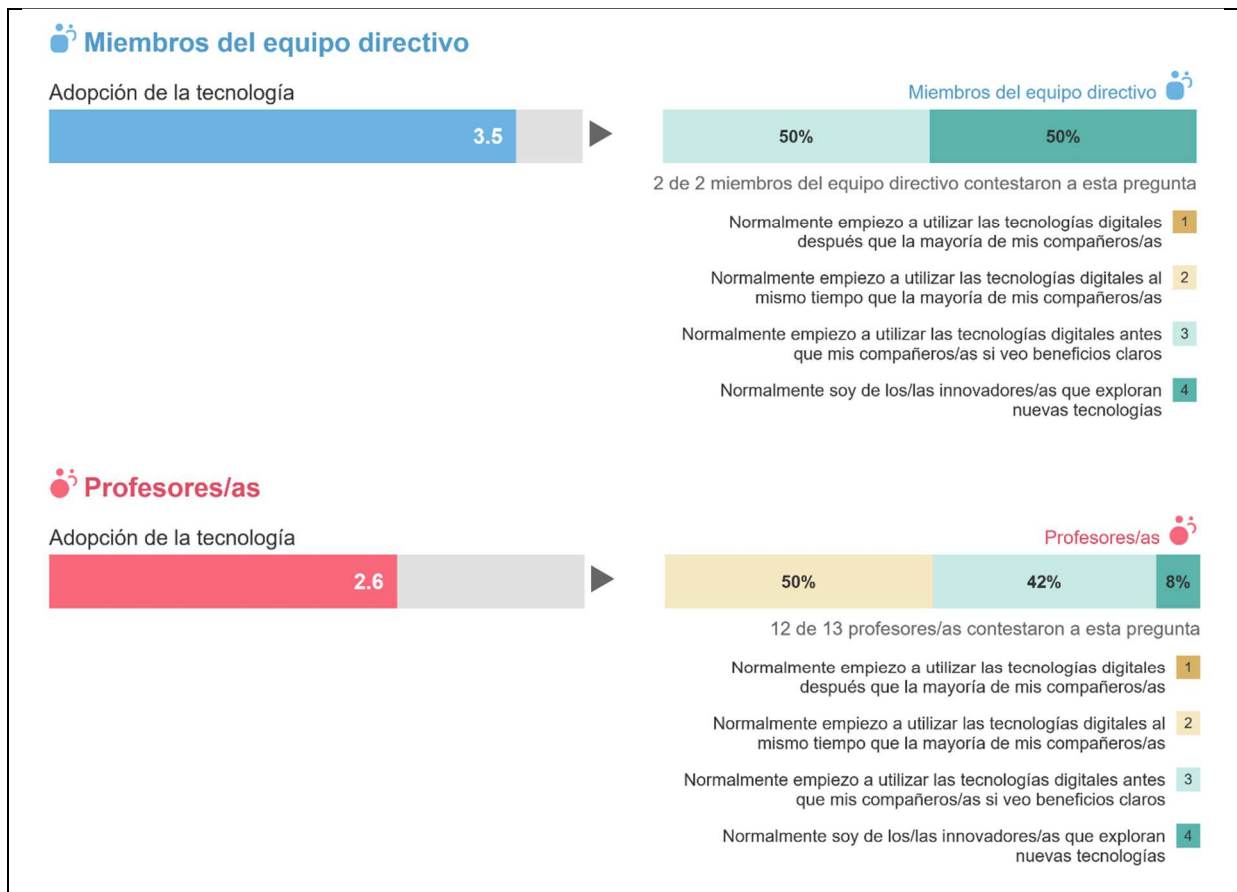 Miembros del equipo directivo
Adopción de la tecnología
3.5
Miembros del equipo directivo
50% 50%
2 de 2 miembros del equipo directivo contestaron a esta pregunta
Normalmente empiezo a utilizar las tecnologías digitales 1
después que la mayoría de mis compañeros/as
Normalmente empiezo a utilizar las tecnologías digitales al 2
mismo tiempo que la mayoría de mis compañeros/as
Normalmente empiezo a utilizar las tecnologías digitales antes 3
que mis compañeros/as si veo beneficios claros
Normalmente soy de los/las innovadores/as que exploran 4
nuevas tecnologías
Profesores/as
Adopción de la tecnología
2.6
Profesores/as
50% 42% 8%
12 de 13 profesores/as contestaron a esta pregunta
Normalmente empiezo a utilizar las tecnologías digitales 1
después que la mayoría de mis compañeros/as
Normalmente empiezo a utilizar las tecnologías digitales al 2
mismo tiempo que la mayoría de mis compañeros/as
Normalmente empiezo a utilizar las tecnologías digitales antes 3
que mis compañeros/as si veo beneficios claros
Normalmente soy de los/las innovadores/as que exploran 4
nuevas tecnologías